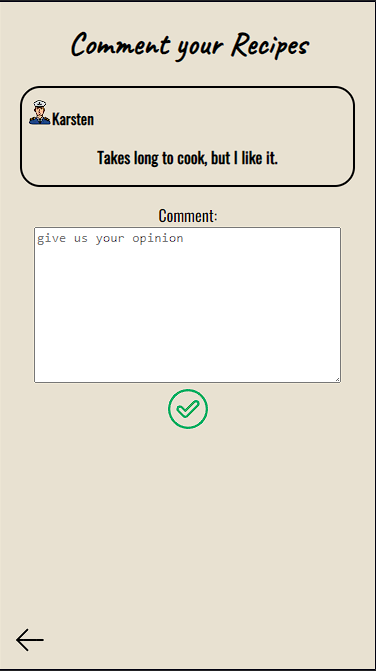 Comment your Recipes
Karsten
Takes long to cook, but I like it.
Comment:
give us your opinion